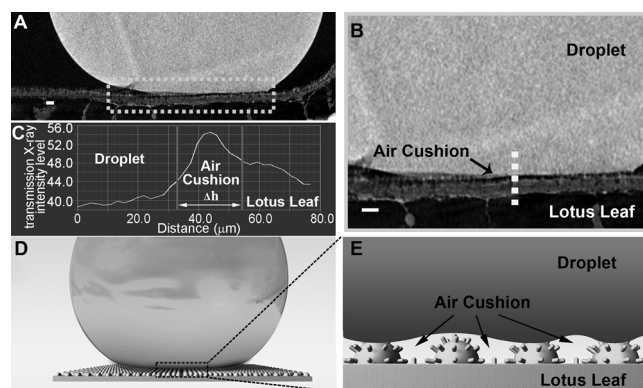 A
B
Droplet
Air Cushion
Lotus Leaf
C
transmission X-ray
intensity level
56.0
52.0
48.0
44.0
40.0
Droplet
Air
Cushion
Δh
Lotus Leaf
0
20.0
40.0
60.0
80.0
Distance (μm)
D
E
Droplet
Air Cushion
Lotus Leaf